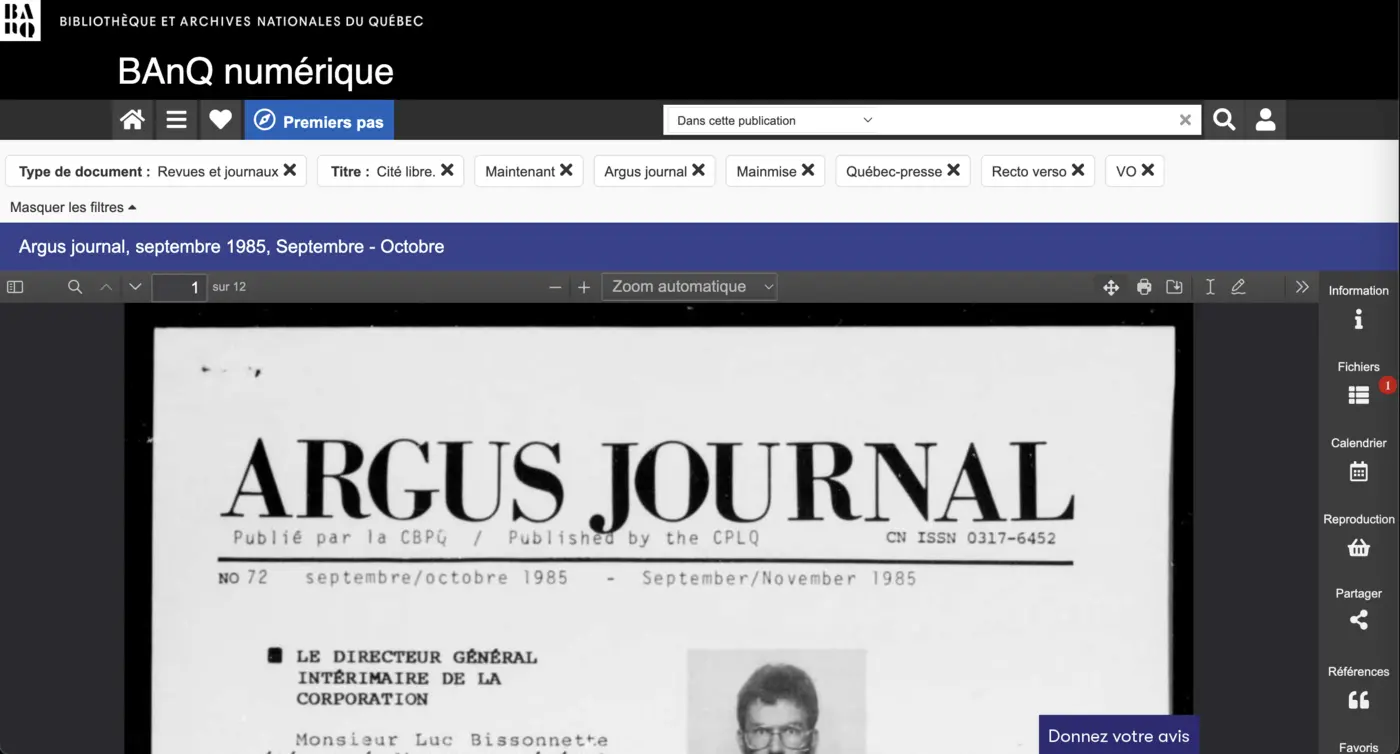 BAnQ
BIBLIOTHÈQUE ET ARCHIVES NATIONALES DU QUÉBEC
BAnQ numérique
Premiers pas
Dans cette publication
Type de document : Revues et journaux
Titre : Cité libre.
Maintenant
Argus journal
Mainmise
Québec-presse
Recto verso
VO
Masquer les filtres
Argus journal, septembre 1985, Septembre - Octobre
1 sur 12
Zoom automatique
Information
Fichiers
1
Calendrier
Reproduction
Partager
Références
Favoris
ARGUS JOURNAL
Publié par la CBPQ / Published by the CPLQ CN ISSN 0317-6452
NO 72 septembre/octobre 1985 - September/November 1985
LE DIRECTEUR GÉNÉRAL
INTÉRIMAIRE DE LA
CORPORATION
Monsieur Luc Bissonnette
Donnez votre avis